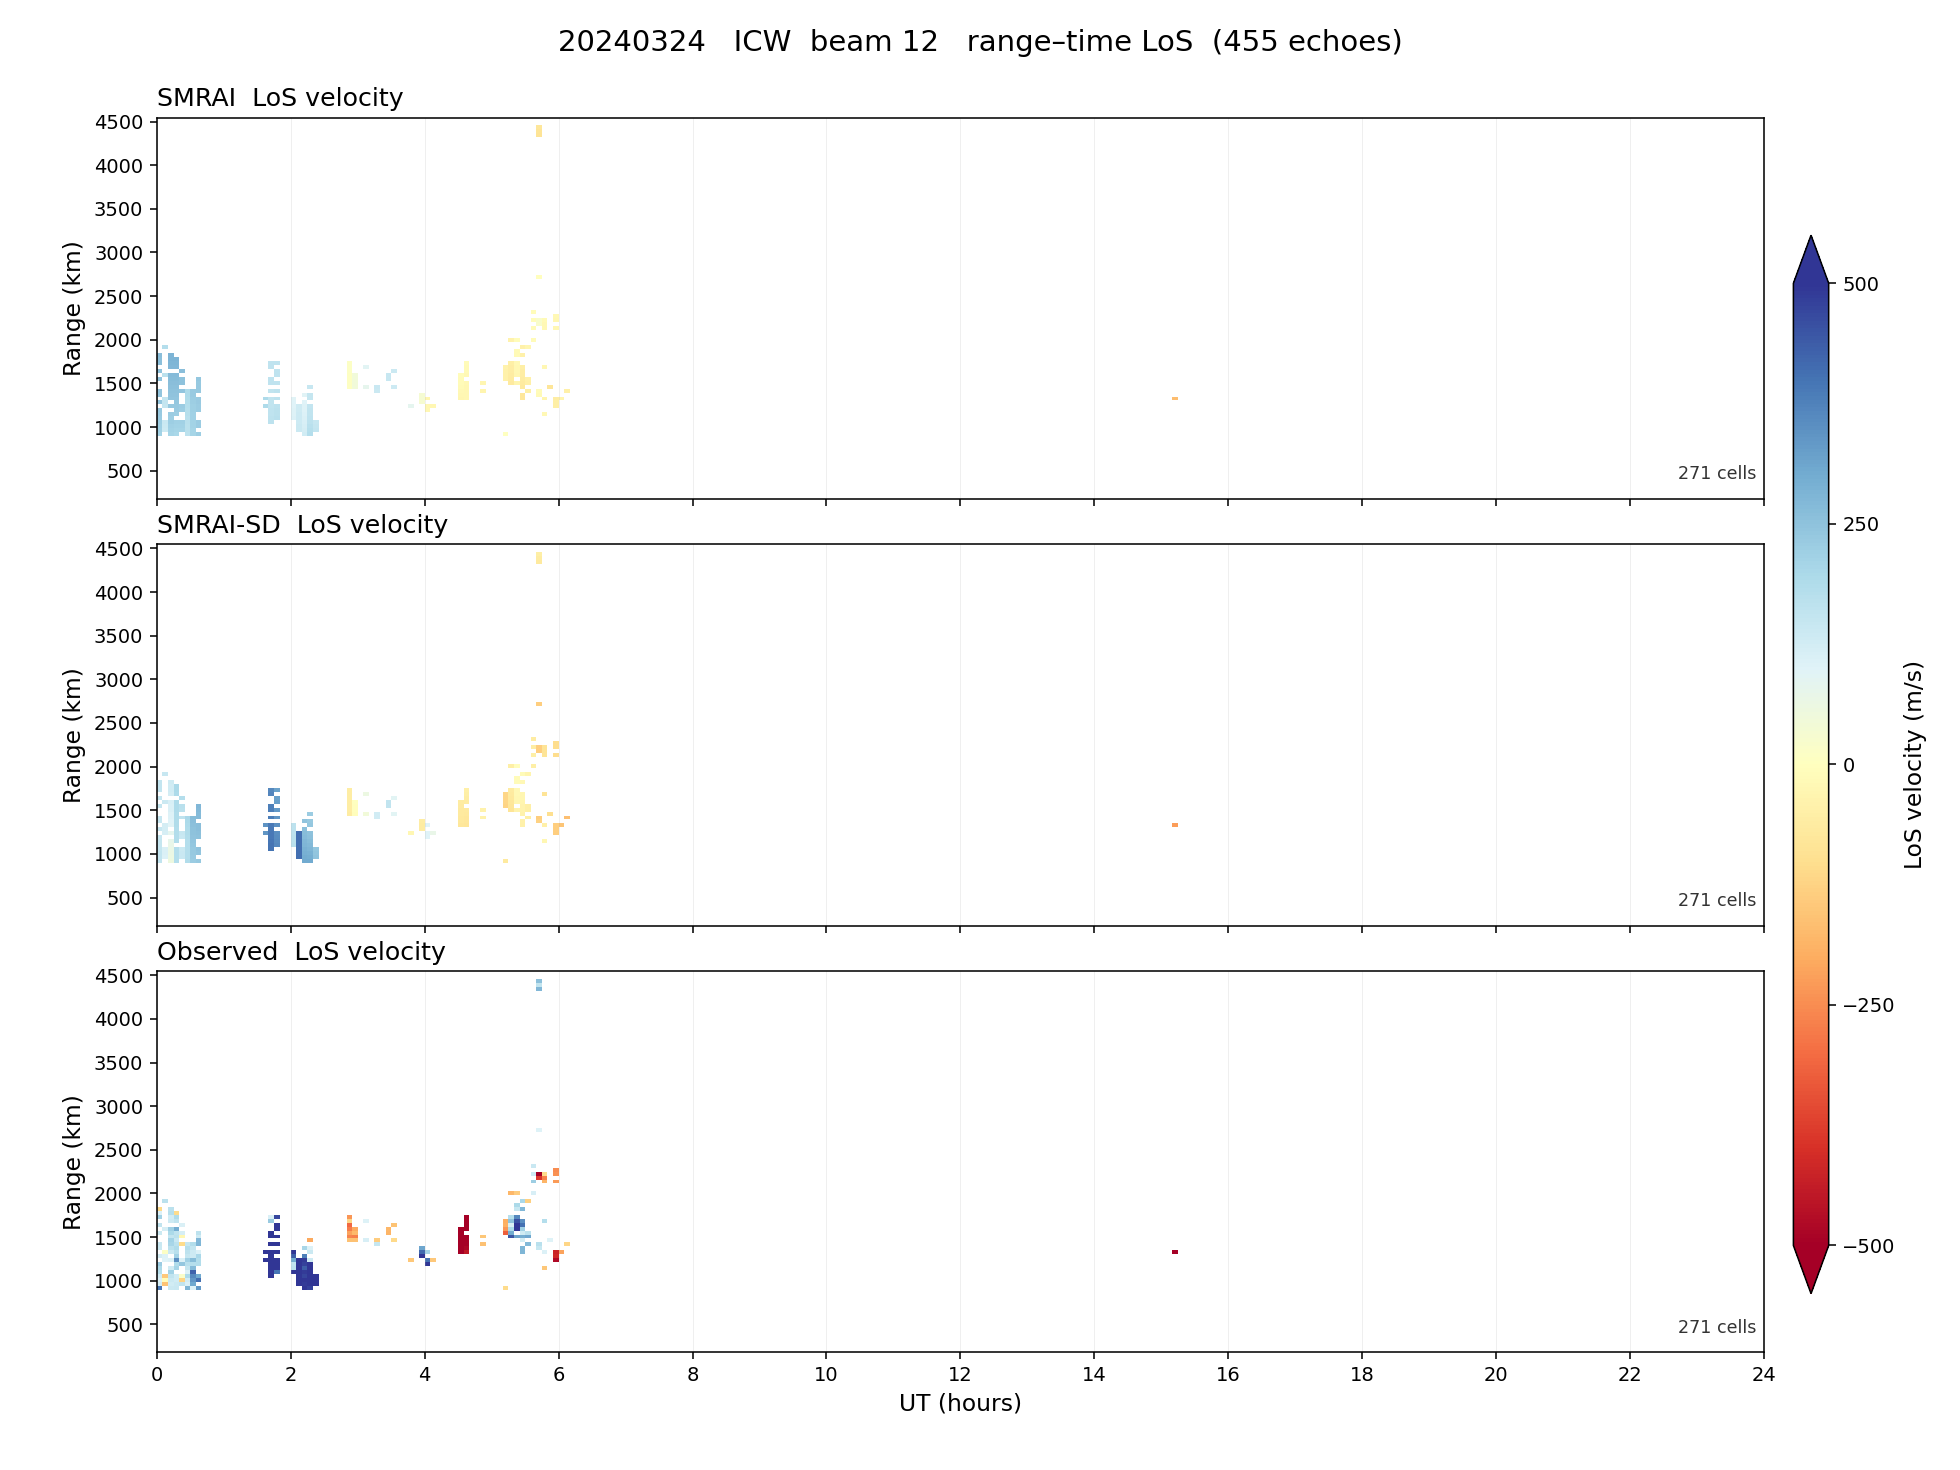 20240324   ICW  beam 12   range–time LoS  (455 echoes)
SMRAI  LoS velocity
4500
4000
3500
3000
2500
2000
1500
1000
500
Range (km)
271 cells
SMRAI-SD  LoS velocity
4500
4000
3500
3000
2500
2000
1500
1000
500
Range (km)
271 cells
Observed  LoS velocity
4500
4000
3500
3000
2500
2000
1500
1000
500
Range (km)
271 cells
0 2 4 6 8 10 12 14 16 18 20 22 24
UT (hours)
500
250
0
−250
−500
LoS velocity (m/s)